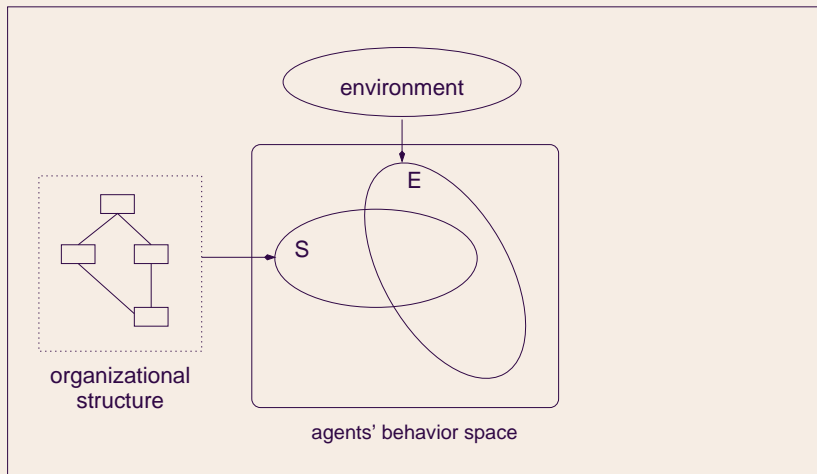 environment
E
S
organizational
structure
agents' behavior space